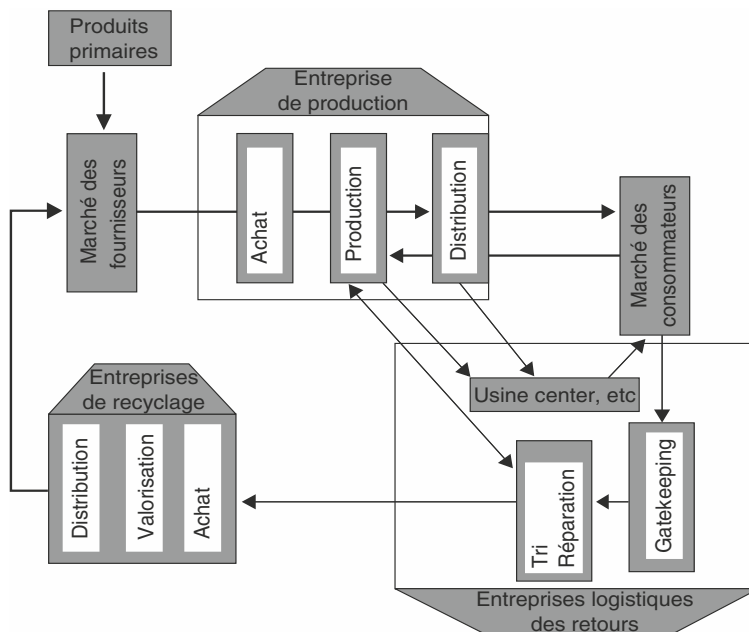 Produits
primaires
Entreprise
de production
Marché des
fournisseurs
Achat
Production
Distribution
Marché des
consommateurs
Usine center, etc
Entreprises
de recyclage
Distribution
Valorisation
Achat
Tri
Réparation
Gatekeeping
Entreprises logistiques
des retours